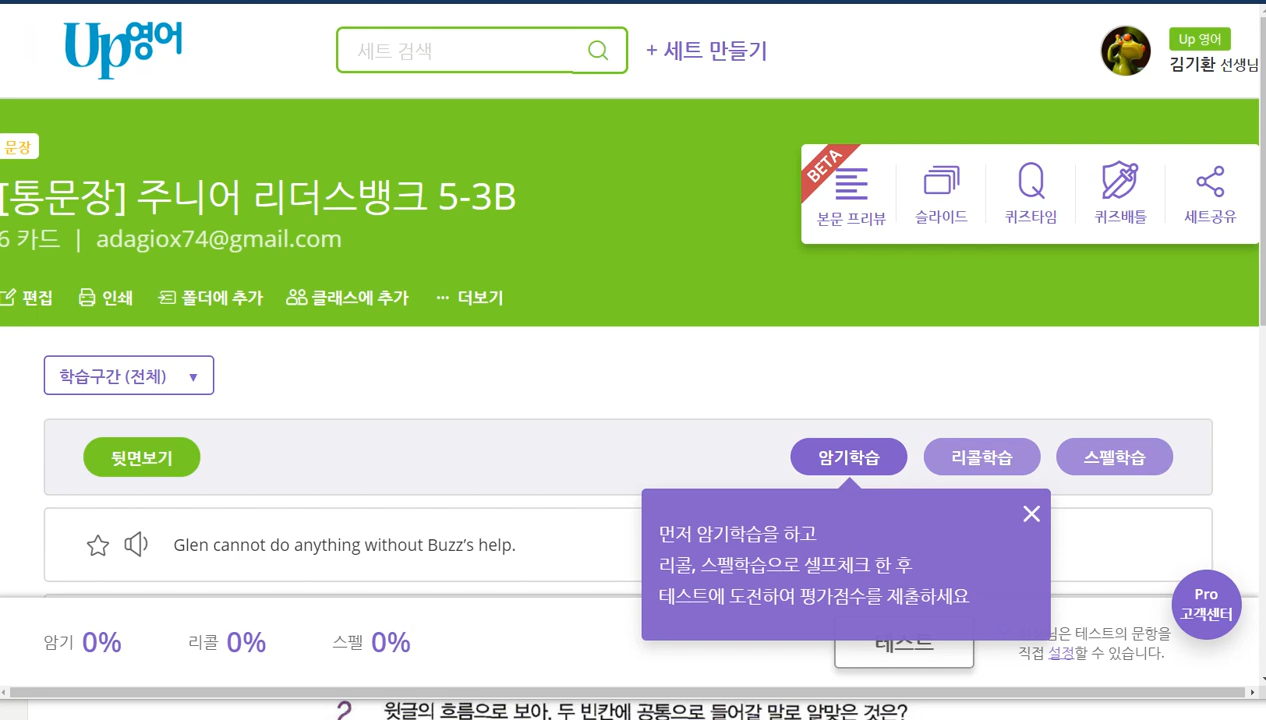 Up영어
세트 검색
+ 세트 만들기
Up 영어
김기환 선생님
문장
[통문장] 주니어 리더스뱅크 5-3B
6 카드 | adagiox74@gmail.com
BETA
본문 프리뷰
슬라이드
퀴즈타임
퀴즈배틀
세트공유
편집
인쇄
폴더에 추가
클래스에 추가
··· 더보기
학습구간 (전체) ▼
뒷면보기
암기학습
리콜학습
스펠학습
Glen cannot do anything without Buzz’s help.
먼저 암기학습을 하고
리콜, 스펠학습으로 셀프체크 한 후
테스트에 도전하여 평가점수를 제출하세요
Pro
고객센터
암기 0%
리콜 0%
스펠 0%
테스트
테스트의 문항을
직접 설정할 수 있습니다.
2 윗글의 흐름으로 보아, 두 빈칸에 공통으로 들어갈 말로 알맞은 것은?